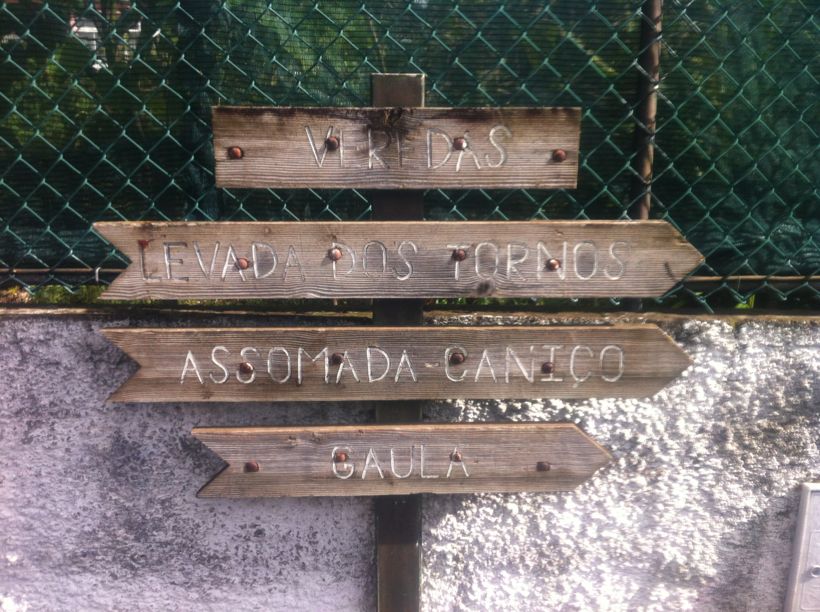 VEREDAS
LEVADA DOS TORNOS
ASSOMADA-CANIÇO
GAULA